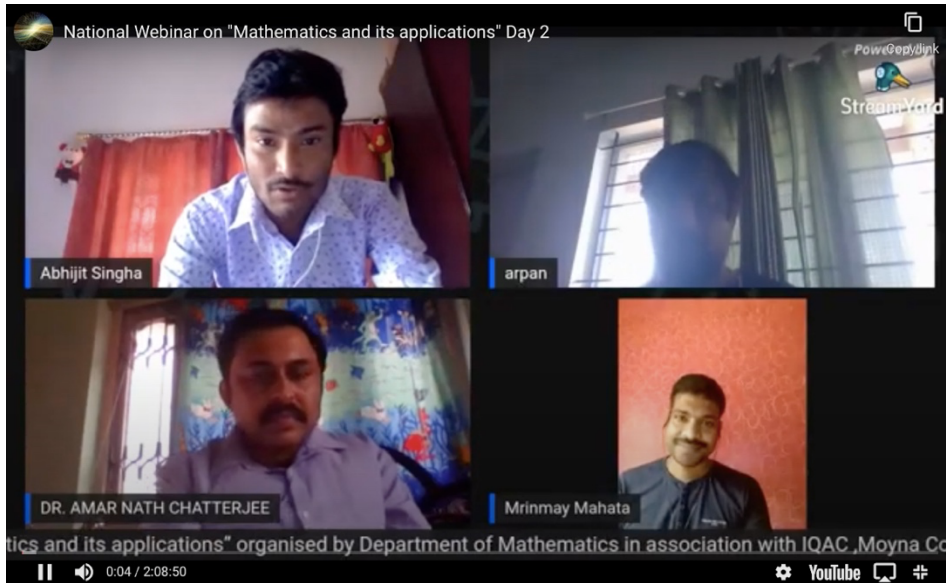 National Webinar on "Mathematics and its applications" Day 2
Copy link
StreamYard
Abhijit Singha
arpan
DR. AMAR NATH CHATTERJEE
Mrinmay Mahata
tics and its applications” organised by Department of Mathematics in association with IQAC ,Moyna Co
0:04 / 2:08:50
YouTube